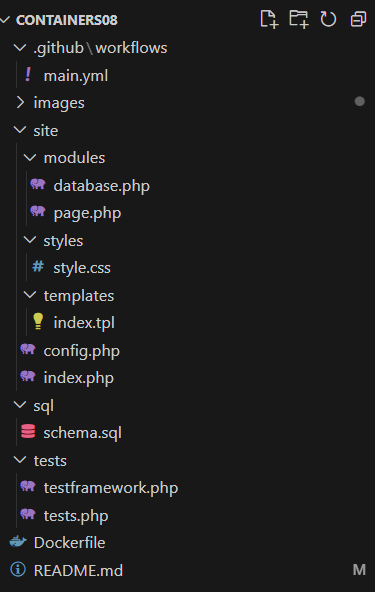 CONTAINERS08
.github\workflows
! main.yml
images
site
modules
database.php
page.php
styles
# style.css
templates
index.tpl
config.php
index.php
sql
schema.sql
tests
testframework.php
tests.php
Dockerfile
README.md M